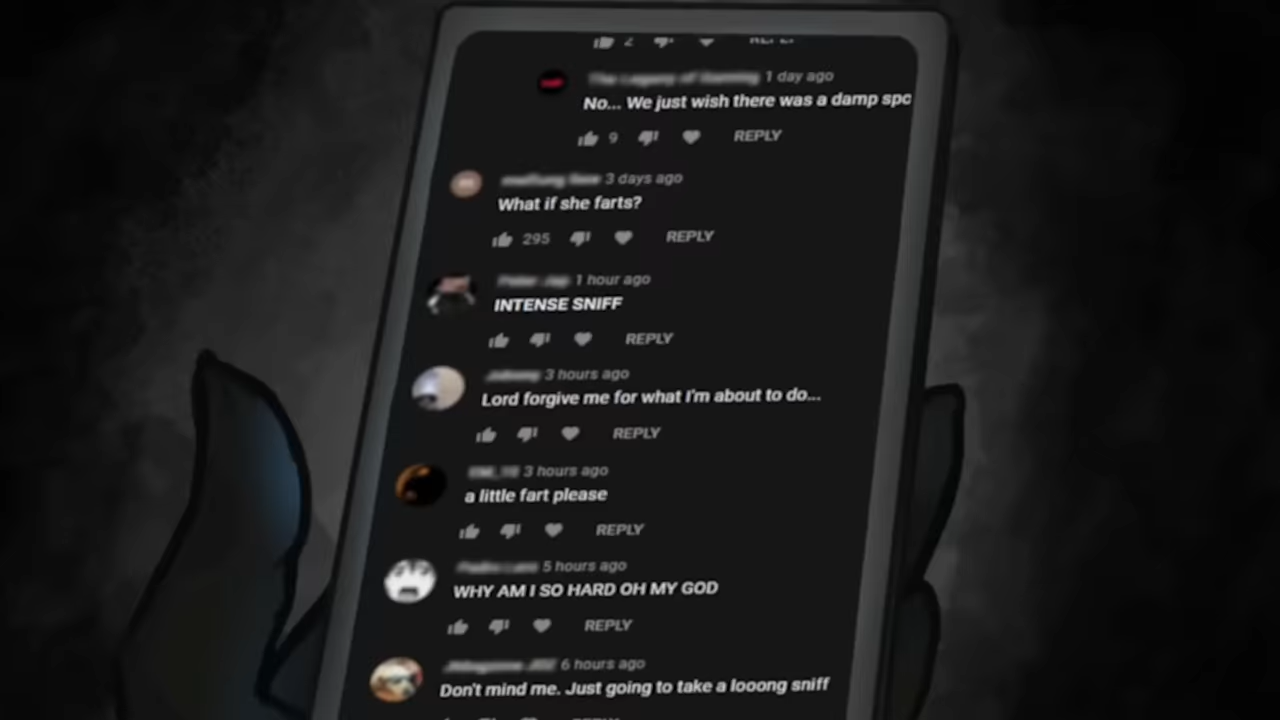 2
1 day ago
No... We just wish there was a damp spo
9 REPLY
3 days ago
What if she farts?
295 REPLY
1 hour ago
INTENSE SNIFF
REPLY
3 hours ago
Lord forgive me for what I'm about to do...
REPLY
3 hours ago
a little fart please
REPLY
5 hours ago
WHY AM I SO HARD OH MY GOD
REPLY
6 hours ago
Don't mind me. Just going to take a looong sniff